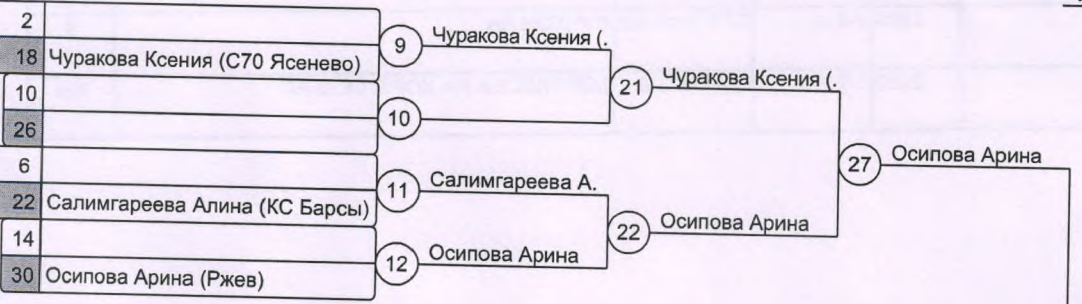 2
18 Чуракова Ксения (С70 Ясенево)
9 Чуракова Ксения (.
10
26
10
21 Чуракова Ксения (.
6
22 Салимгареева Алина (КС Барсы)
11 Салимгареева А.
14
30 Осипова Арина (Ржев)
12 Осипова Арина
22 Осипова Арина
27 Осипова Арина